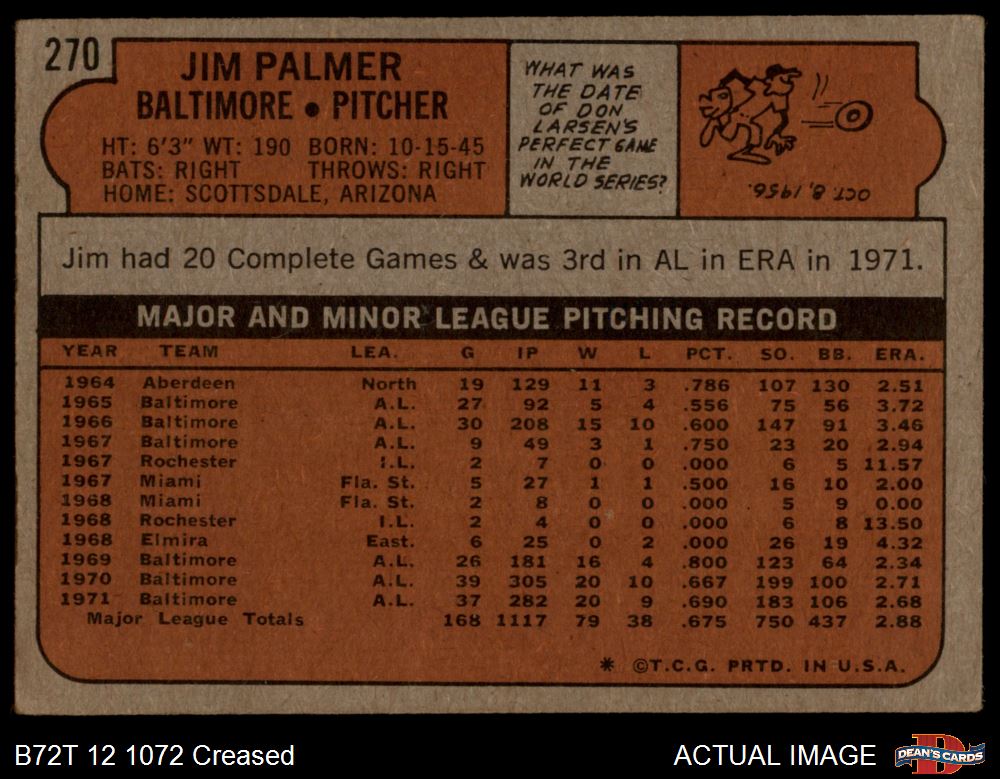 270
JIM PALMER
BALTIMORE • PITCHER
HT: 6'3" WT: 190 BORN: 10-15-45
BATS: RIGHT THROWS: RIGHT
HOME: SCOTTSDALE, ARIZONA
WHAT WAS
THE DATE
OF DON
LARSEN'S
PERFECT GAME
IN THE
WORLD SERIES?
OCT. 8, 1956.
Jim had 20 Complete Games & was 3rd in AL in ERA in 1971.
MAJOR AND MINOR LEAGUE PITCHING RECORD
YEAR TEAM LEA. G IP W L PCT. SO. BB. ERA.
1964 Aberdeen North 19 129 11 3 .786 107 130 2.51
1965 Baltimore A.L. 27 92 5 4 .556 75 56 3.72
1966 Baltimore A.L. 30 208 15 10 .600 147 91 3.46
1967 Baltimore A.L. 9 49 3 1 .750 23 20 2.94
1967 Rochester I.L. 2 7 0 0 .000 6 5 11.57
1967 Miami Fla. St. 5 27 1 1 .500 16 10 2.00
1968 Miami Fla. St. 2 8 0 0 .000 5 9 0.00
1968 Rochester I.L. 2 4 0 0 .000 6 8 13.50
1968 Elmira East. 6 25 0 2 .000 26 19 4.32
1969 Baltimore A.L. 26 181 16 4 .800 123 64 2.34
1970 Baltimore A.L. 39 305 20 10 .667 199 100 2.71
1971 Baltimore A.L. 37 282 20 9 .690 183 106 2.68
Major League Totals 168 1117 79 38 .675 750 437 2.88
* ©T.C.G. PRTD. IN U.S.A.
B72T 12 1072 Creased
ACTUAL IMAGE
D
DEAN'S CARDS